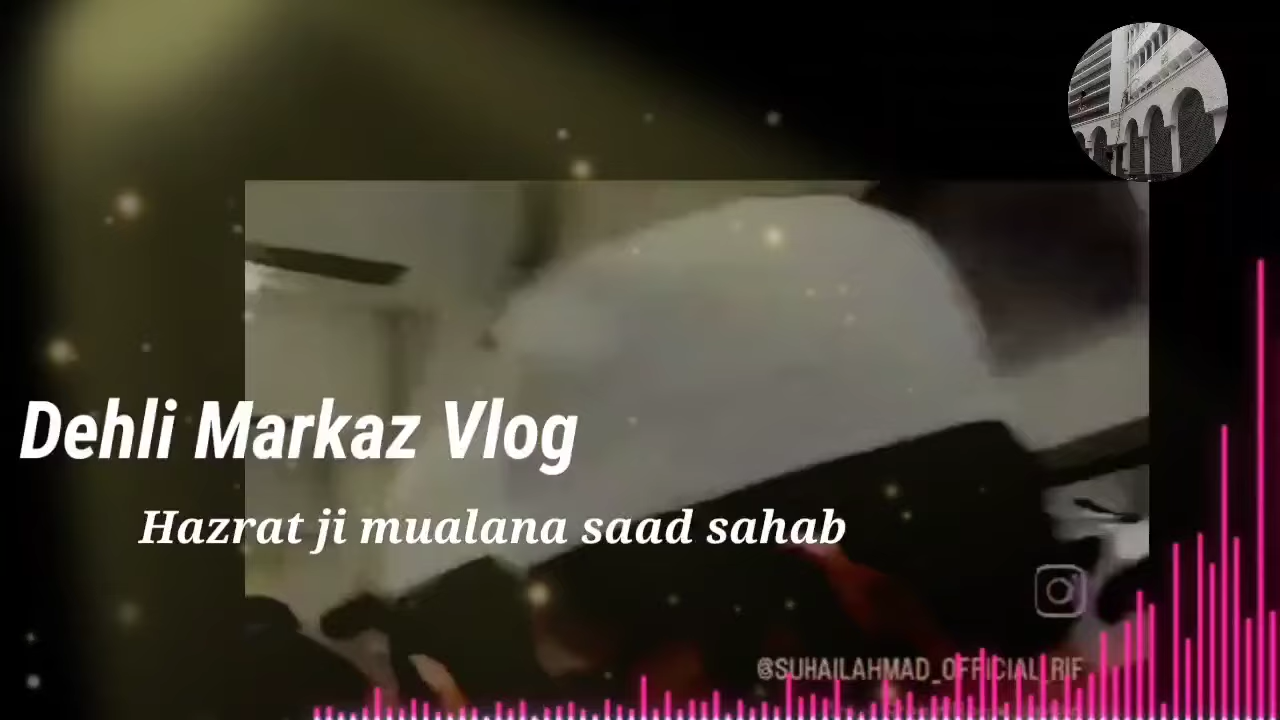 Dehli Markaz Vlog
Hazrat ji mualana saad sahab
@SUHAILAHMAD_OFFICIAL_RIF